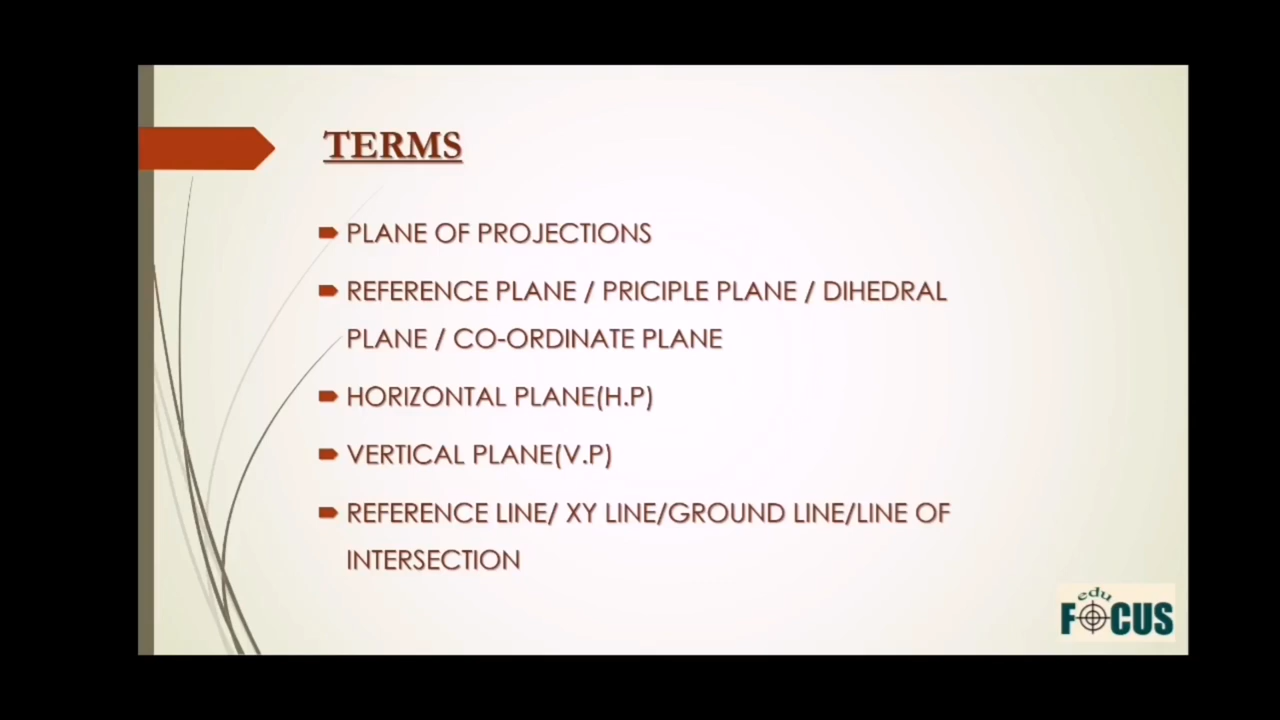 TERMS
PLANE OF PROJECTIONS
REFERENCE PLANE / PRICIPLE PLANE / DIHEDRAL
PLANE / CO-ORDINATE PLANE
HORIZONTAL PLANE(H.P)
VERTICAL PLANE(V.P)
REFERENCE LINE/ XY LINE/GROUND LINE/LINE OF
INTERSECTION
edu
FOCUS